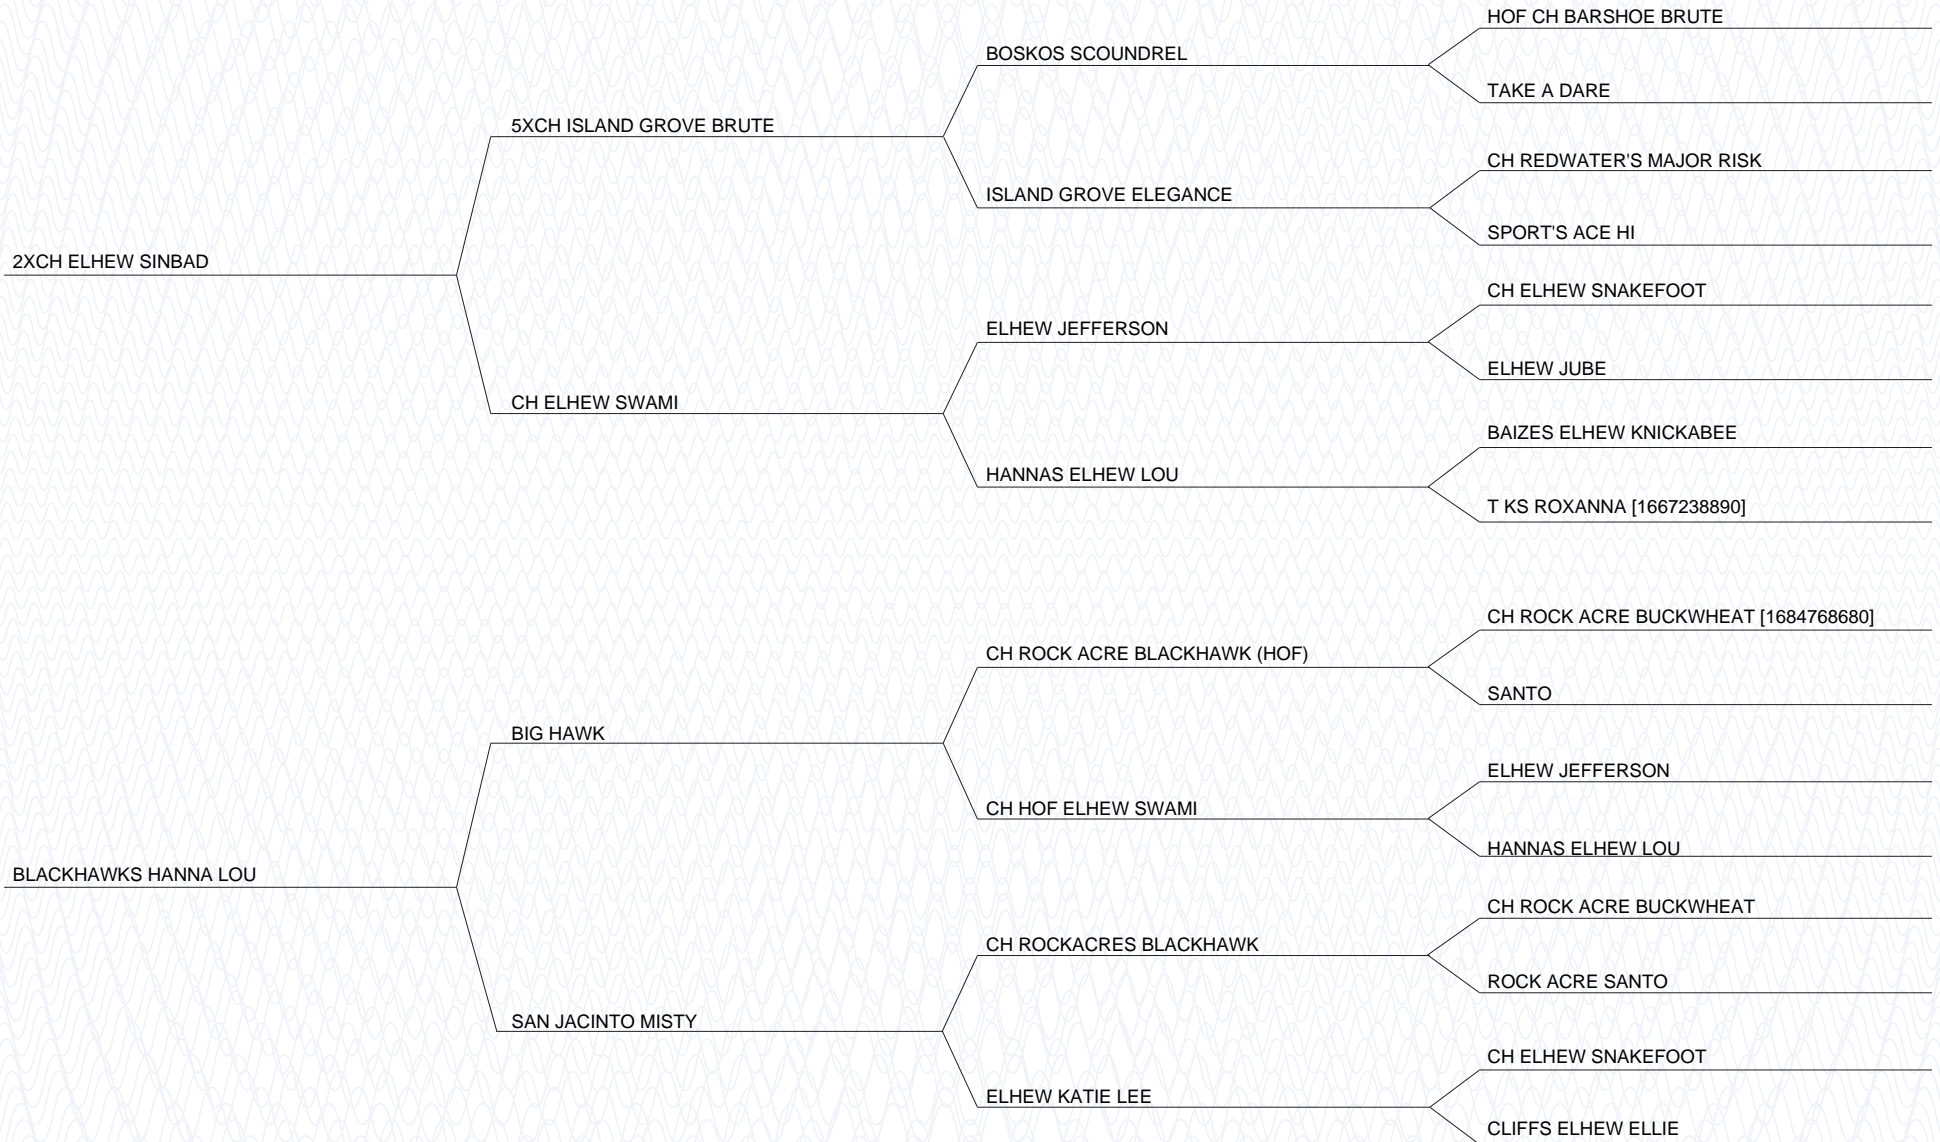 HOF CH BARSHOE BRUTE
BOSKOS SCOUNDREL
TAKE A DARE
5XCH ISLAND GROVE BRUTE
CH REDWATER'S MAJOR RISK
ISLAND GROVE ELEGANCE
SPORT'S ACE HI
2XCH ELHEW SINBAD
CH ELHEW SNAKEFOOT
ELHEW JEFFERSON
ELHEW JUBE
CH ELHEW SWAMI
BAIZES ELHEW KNICKABEE
HANNAS ELHEW LOU
T KS ROXANNA [1667238890]
CH ROCK ACRE BUCKWHEAT [1684768680]
CH ROCK ACRE BLACKHAWK (HOF)
SANTO
BIG HAWK
ELHEW JEFFERSON
CH HOF ELHEW SWAMI
HANNAS ELHEW LOU
BLACKHAWKS HANNA LOU
CH ROCK ACRE BUCKWHEAT
CH ROCKACRES BLACKHAWK
ROCK ACRE SANTO
SAN JACINTO MISTY
CH ELHEW SNAKEFOOT
ELHEW KATIE LEE
CLIFFS ELHEW ELLIE